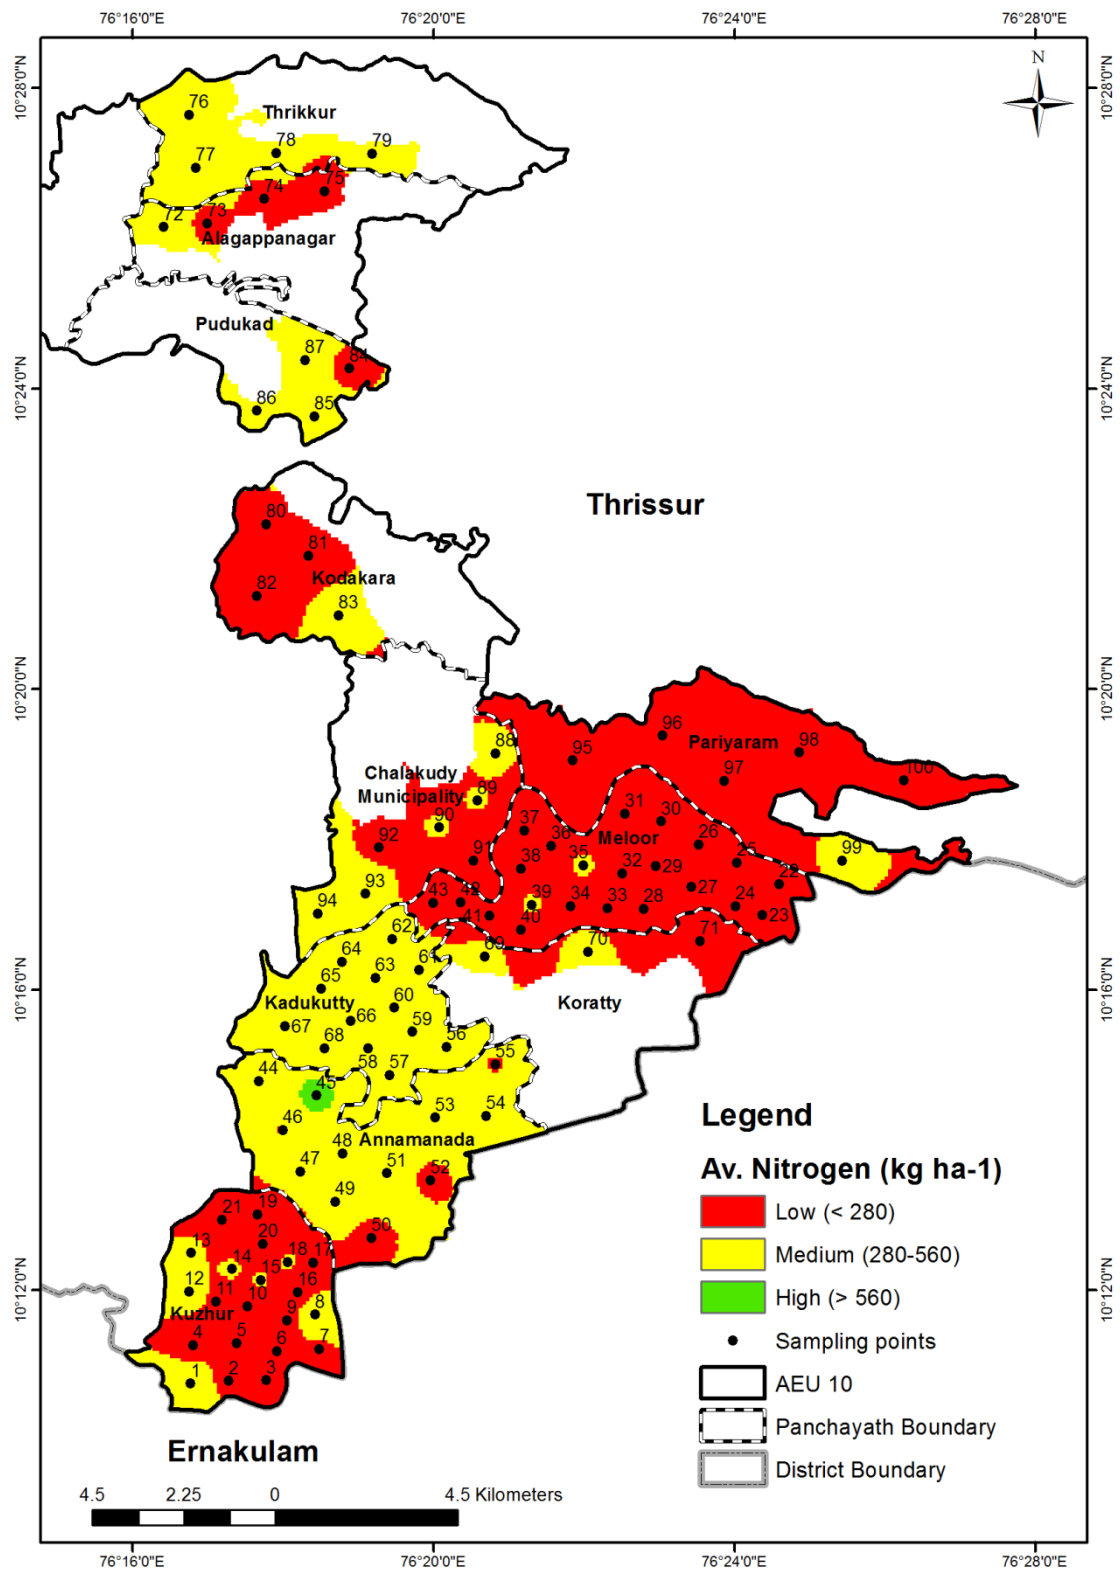 76°16'0"E 76°20'0"E 76°24'0"E 76°28'0"E
N
10°28'0"N 10°28'0"N
76
Thrikkur
78 79
77
75
74
72 73
Alagappanagar
Pudukad
87 84
10°24'0"N 10°24'0"N
86 85
Thrissur
80
81
Kodakara
82
83
10°20'0"N 10°20'0"N
96
88 95 Pariyaram 98
97 100
Chalakudy
Municipality 89
90 37 31 30
92 36 Meloor 26
91 38 35 32 29 25 99
93 43 42 39 34 33 28 27 24 22
94 41 40 23
62 69 70 71
64 63 61
65
10°16'0"N 10°16'0"N
Kadukutty 60 Koratty
67 66 59
68 58 57 56 55
44 45
46 53 54
48 Annamanada
47 51 52
49
21 19 50
13 20
14 18 17
12 15 16
10°12'0"N 10°12'0"N
11 10 9 8
Kuzhur
4 5 6 7
1 2 3
Legend
Av. Nitrogen (kg ha-1)
Low (< 280)
Medium (280-560)
High (> 560)
Sampling points
AEU 10
Panchayath Boundary
District Boundary
Ernakulam
4.5 2.25 0 4.5 Kilometers
76°16'0"E 76°20'0"E 76°24'0"E 76°28'0"E